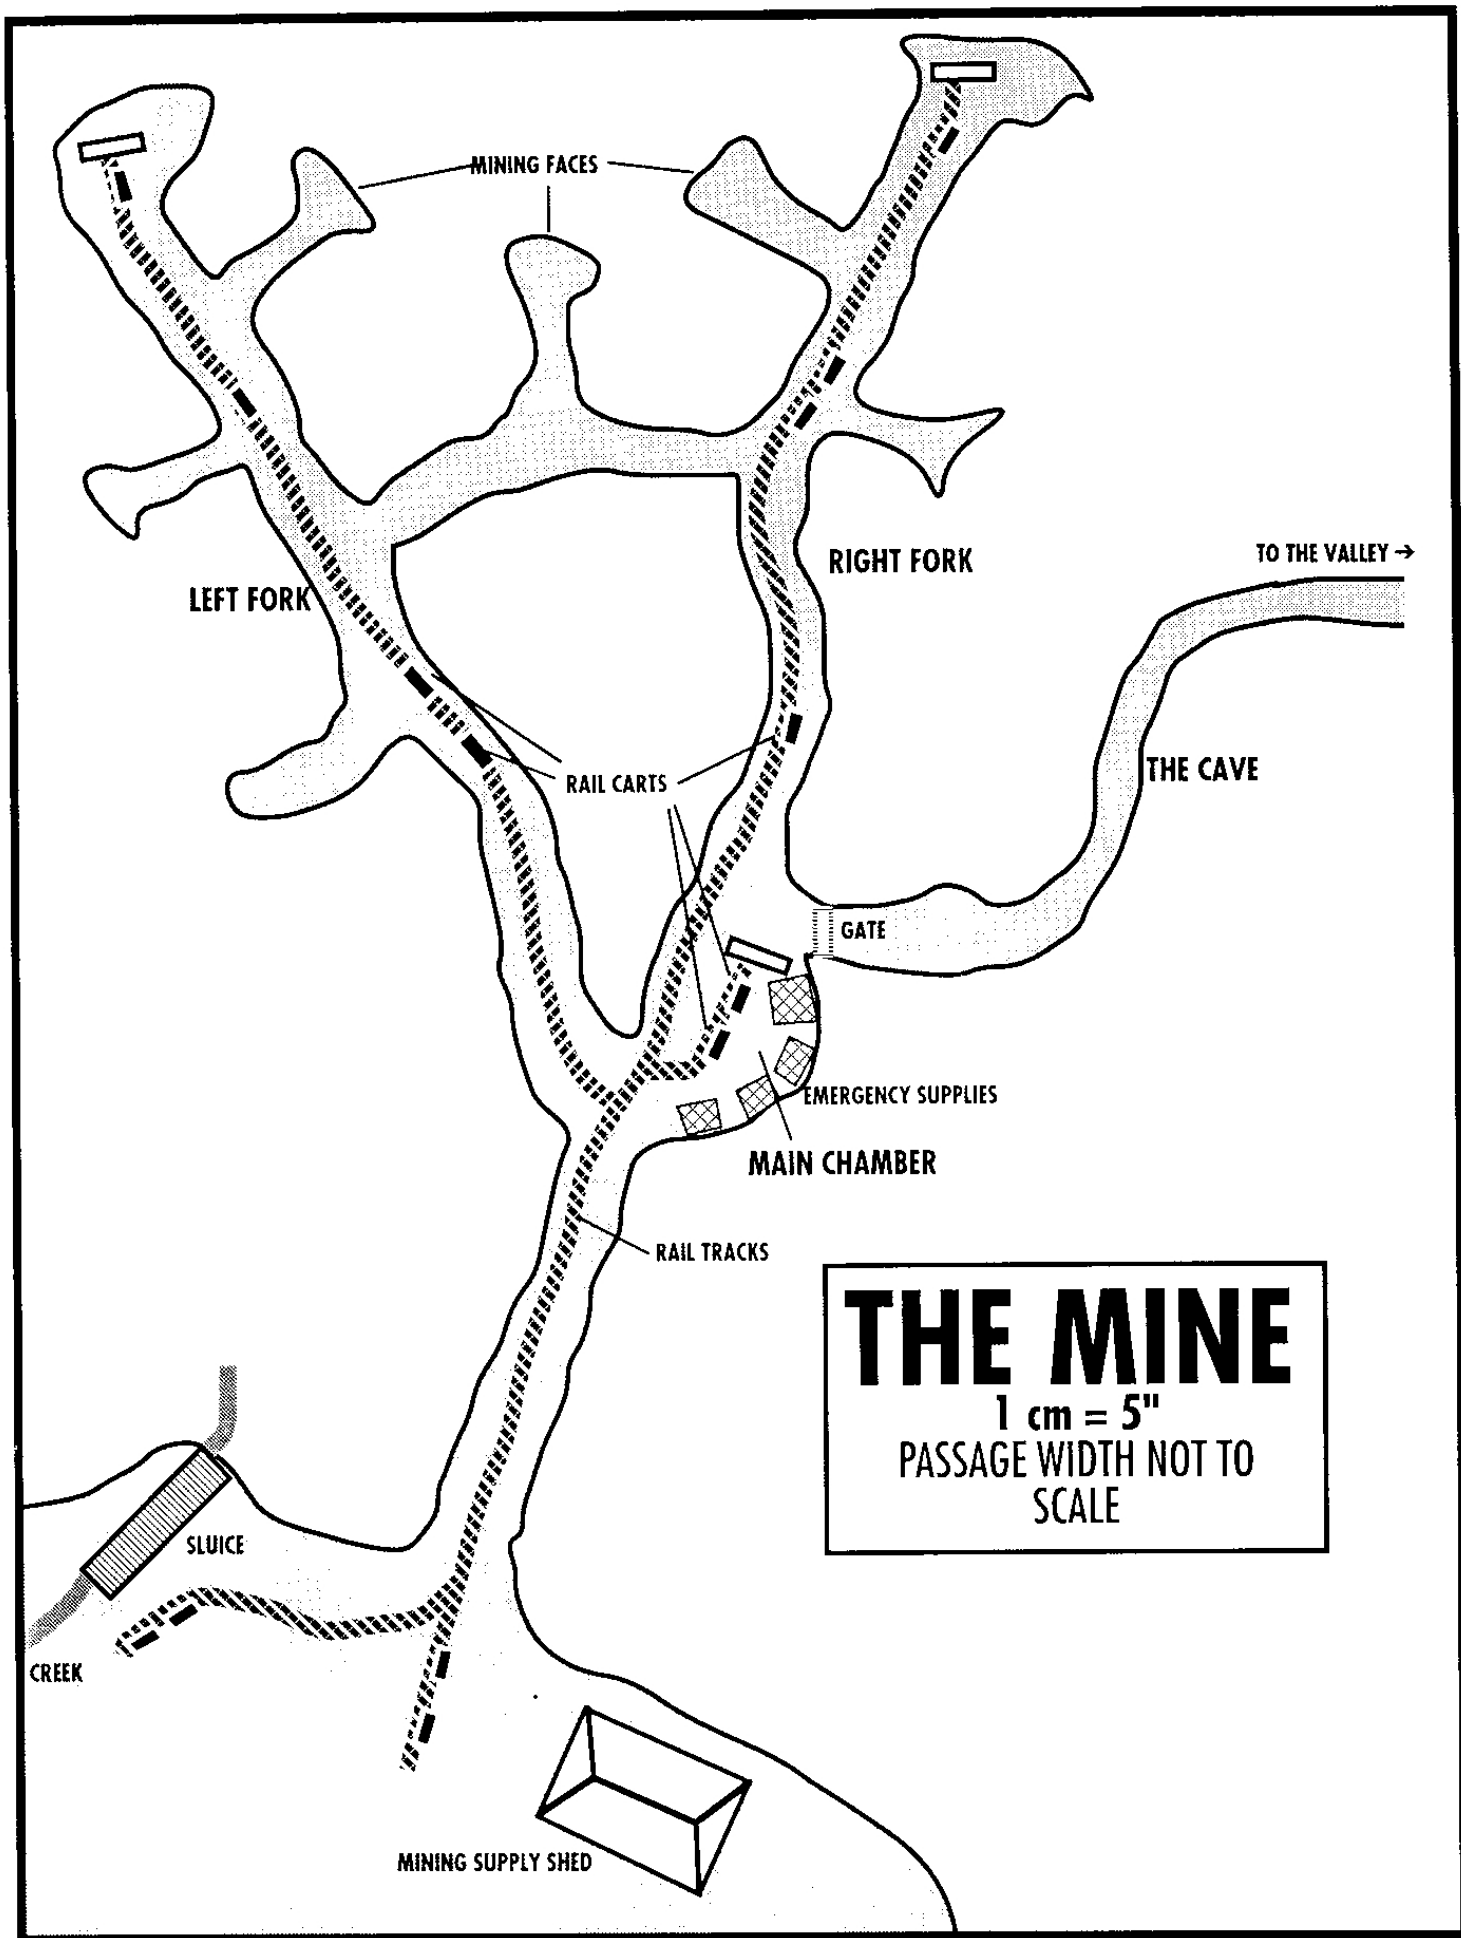 MINING FACES
RIGHT FORK
TO THE VALLEY →
LEFT FORK
RAIL CARTS
THE CAVE
GATE
EMERGENCY SUPPLIES
MAIN CHAMBER
RAIL TRACKS
THE MINE
1 cm = 5"
PASSAGE WIDTH NOT TO
SCALE
SLUICE
CREEK
MINING SUPPLY SHED